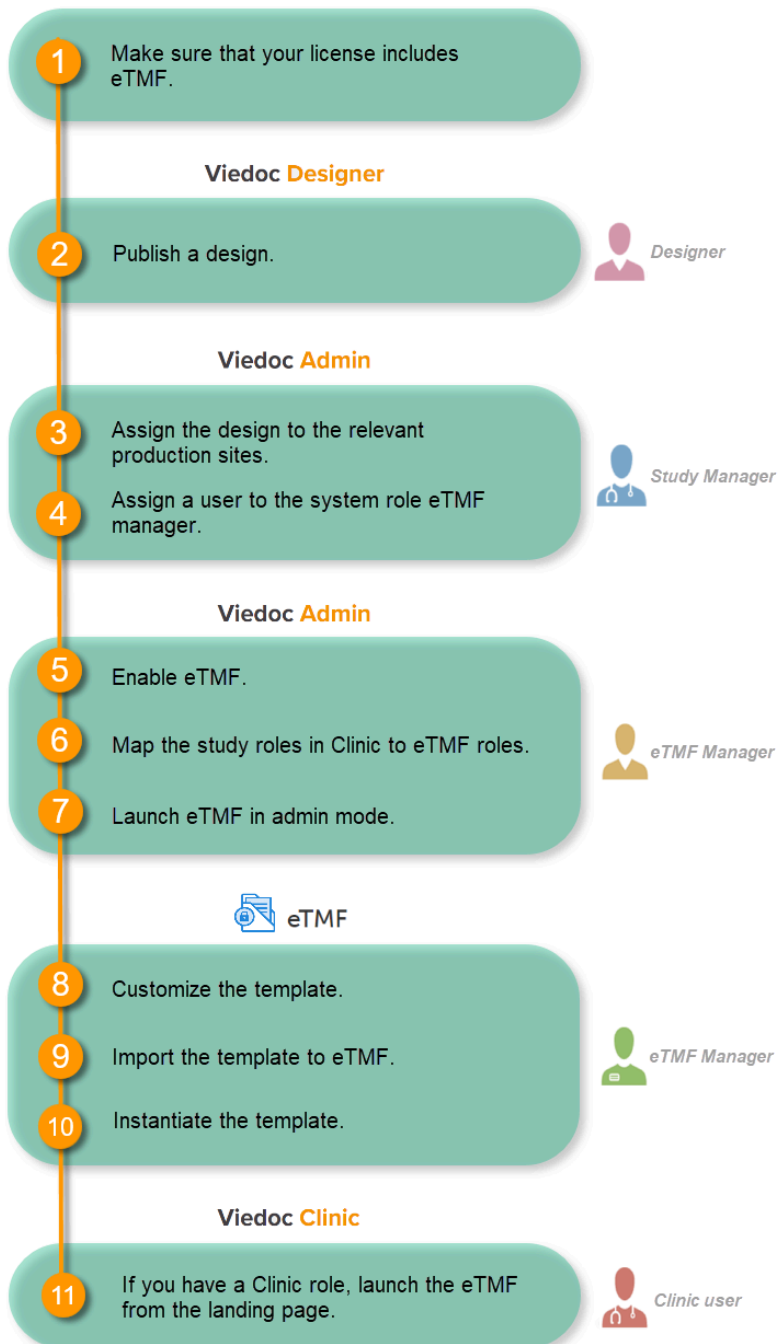 1
Make sure that your license includes
eTMF.
Viedoc Designer
2
Publish a design.
Designer
Viedoc Admin
3
Assign the design to the relevant
production sites.
Study Manager
4
Assign a user to the system role eTMF
manager.
Viedoc Admin
5
Enable eTMF.
6
Map the study roles in Clinic to eTMF roles.
eTMF Manager
7
Launch eTMF in admin mode.
eTMF
8
Customize the template.
9
Import the template to eTMF.
eTMF Manager
10
Instantiate the template.
Viedoc Clinic
11
If you have a Clinic role, launch the eTMF
from the landing page.
Clinic user